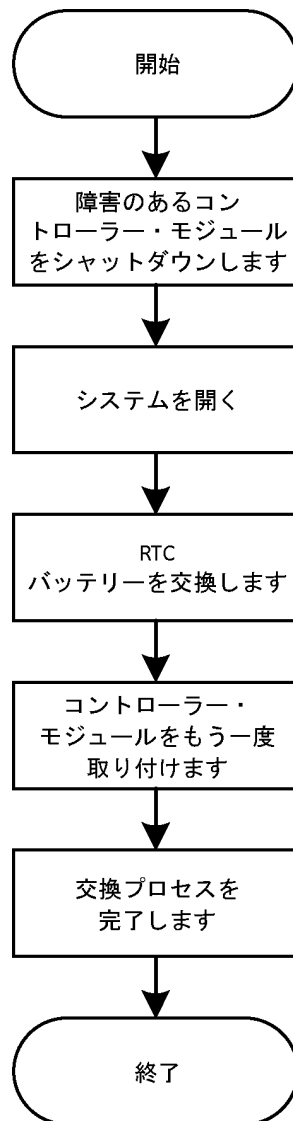 開始
障害のあるコン
トローラー・モジュール
をシャットダウンします
システムを開く
RTC
バッテリーを交換します
コントローラー・
モジュールをもう一度
取り付けます
交換プロセスを
完了します
終了